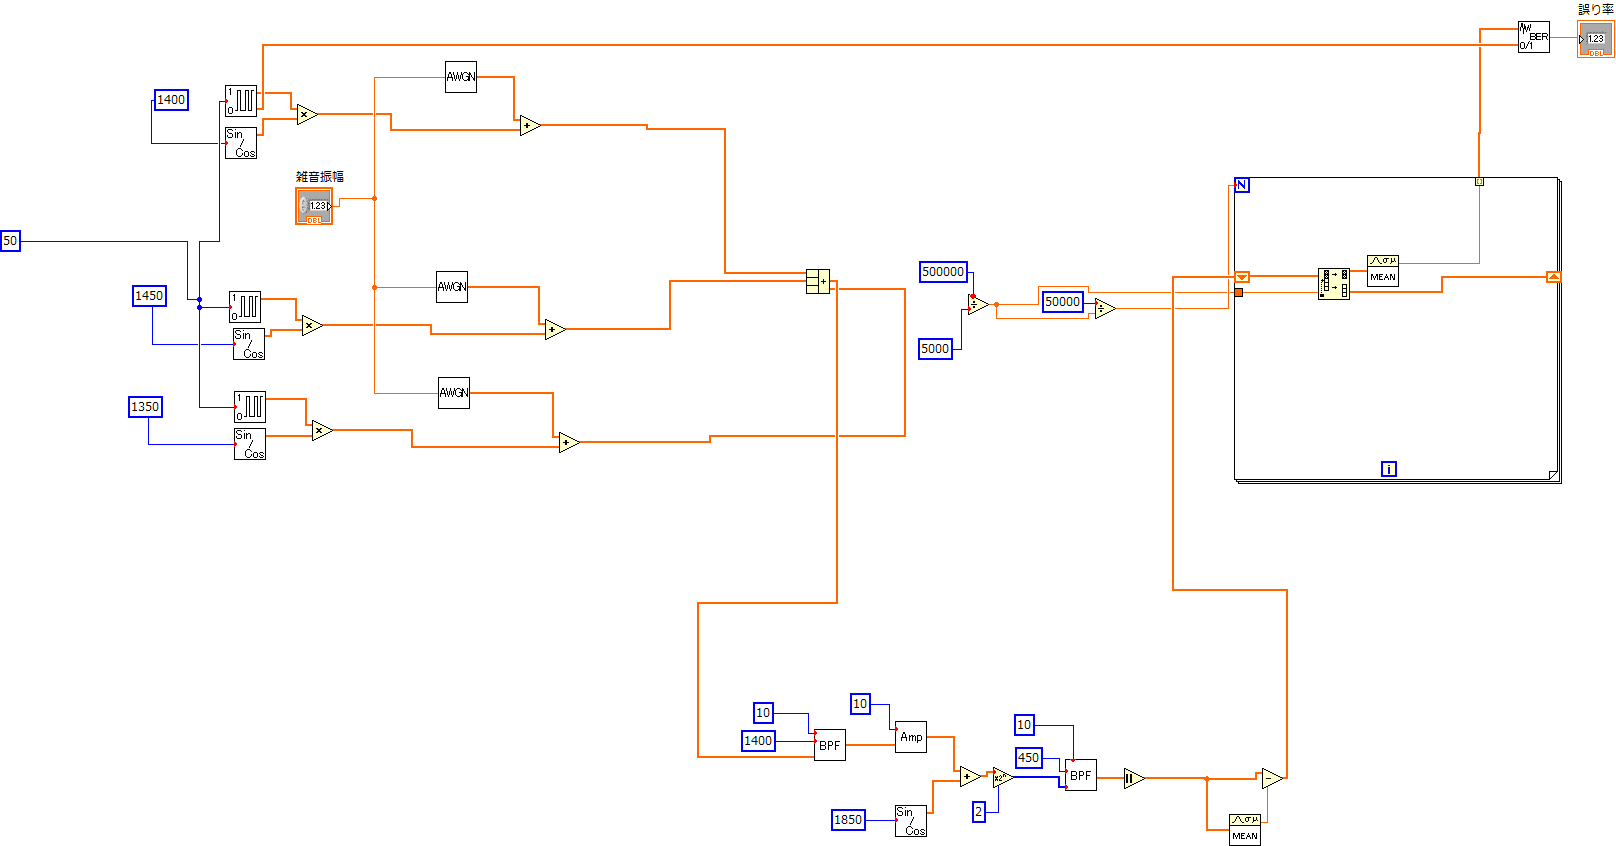 誤り率
BER
0/1
1.23
DBL
AWGN
1400
1
0
×
Sin
/
Cos
+
雑音振幅
1.23
DBL
N
50
AWGN
+
500000
÷
50000
÷
MEAN
1450
1
0
×
Sin
/
Cos
+
5000
AWGN
1350
1
0
×
Sin
/
Cos
+
i
10
10
10
1400
BPF
Amp
450
BPF
+
x2ⁿ
-
1850
Sin
/
Cos
2
MEAN